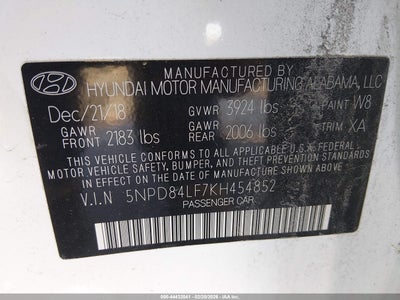 MANUFACTURED BY
HYUNDAI MOTOR MANUFACTURING ALABAMA, LLC
Dec/21/18 GVWR 3924 lbs PAINT W8
GAWR FRONT 2183 lbs GAWR REAR 2006 lbs TRIM XA
THIS VEHICLE CONFORMS TO ALL APPLICABLE U.S. FEDERAL
MOTOR VEHICLE SAFETY, BUMPER, AND THEFT PREVENTION
STANDARDS IN EFFECT ON THE DATE OF MANUFACTURE SHOWN ABOVE.
V.I.N 5NPD84LF7KH454852
PASSENGER CAR